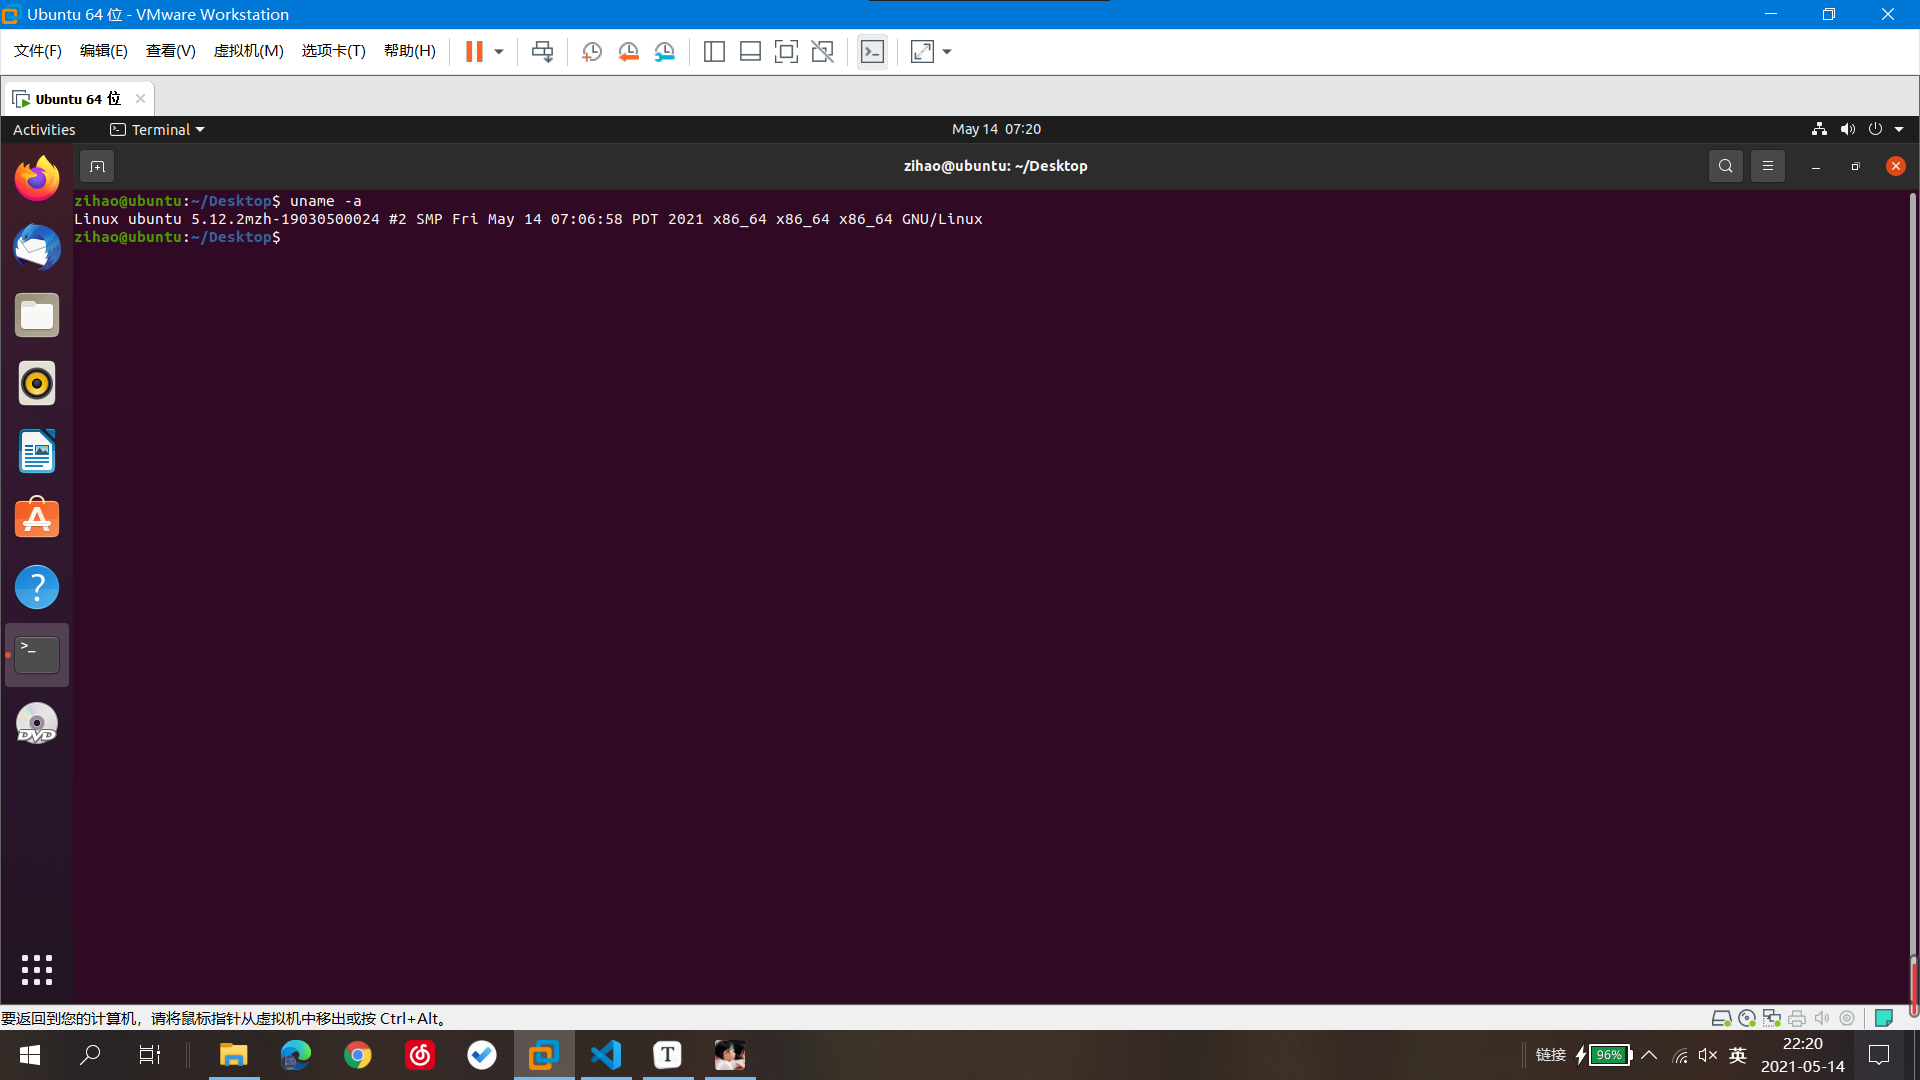 Ubuntu 64 位 - VMware Workstation
文件(F) 编辑(E) 查看(V) 虚拟机(M) 选项卡(T) 帮助(H)
Ubuntu 64 位
Activities Terminal May 14 07:20
zihao@ubuntu: ~/Desktop
zihao@ubuntu:~/Desktop$ uname -a
Linux ubuntu 5.12.2mzh-19030500024 #2 SMP Fri May 14 07:06:58 PDT 2021 x86_64 x86_64 x86_64 GNU/Linux
zihao@ubuntu:~/Desktop$
DVD
要返回到您的计算机，请将鼠标指针从虚拟机中移出或按 Ctrl+Alt。
T
链接 96% 英 22:20
2021-05-14